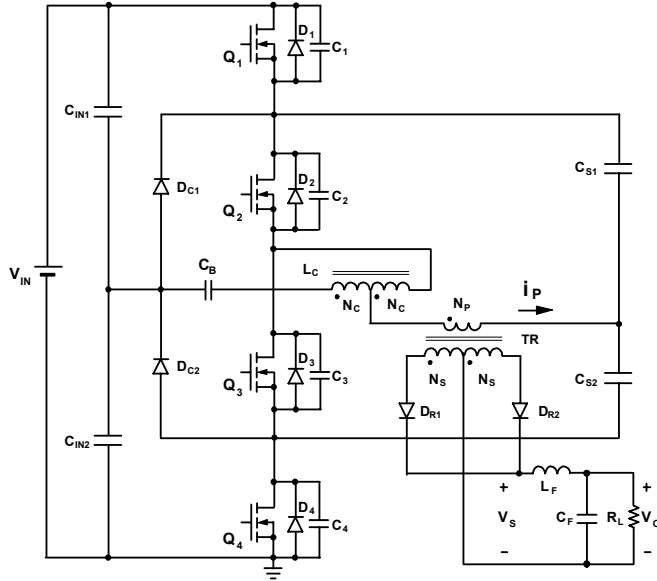 D1
Q1
C1
CIN1
CS1
DC1
D2
Q2
C2
VIN
CB
LC
NC
NC
NP
iP
TR
DC2
D3
Q3
C3
NS
NS
CS2
DR1
DR2
CIN2
D4
Q4
C4
+
VS
−
LF
CF
RL
+
VO
−